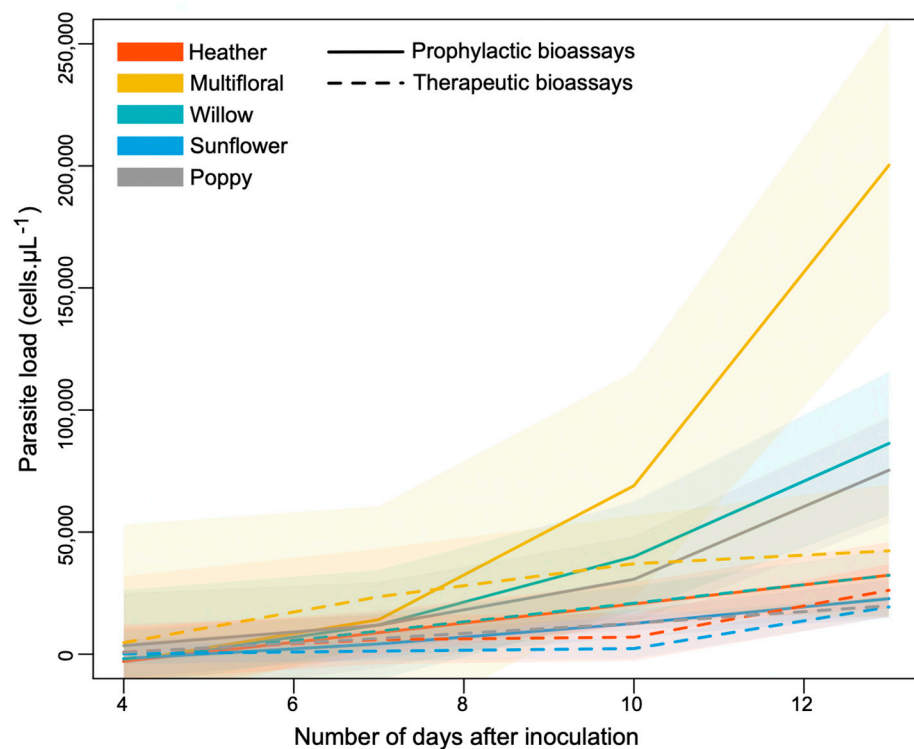 Heather
Multifloral
Willow
Sunflower
Poppy
Prophylactic bioassays
Therapeutic bioassays
Parasite load (cells.µL⁻¹)
250,000
200,000
150,000
100,000
50,000
0
4 6 8 10 12
Number of days after inoculation